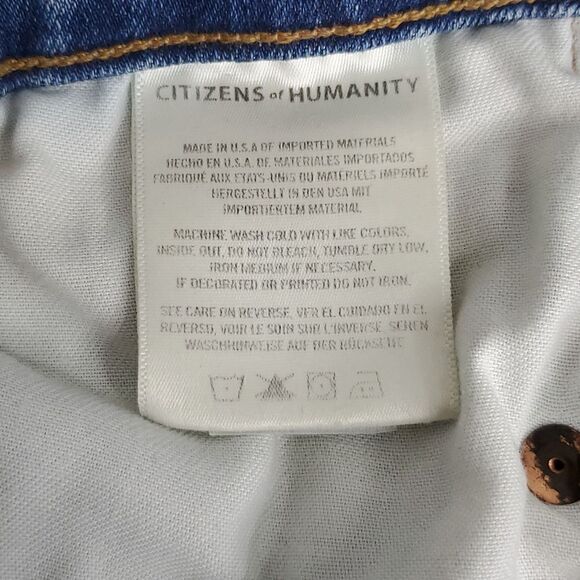 CITIZENS of HUMANITY
MADE IN U.S.A OF IMPORTED MATERIALS
HECHO EN U.S.A. DE MATERIALES IMPORTADOS
FABRIQUÉ AUX ETATS-UNIS DU MATERIELS IMPORTÉS
HERGESTELLT IN DEN USA MIT
IMPORTIERTEM MATERIAL.
MACHINE WASH COLD WITH LIKE COLORS,
INSIDE OUT, DO NOT BLEACH, TUMBLE DRY LOW.
IRON MEDIUM IF NECESSARY.
IF DECORATED OR PRINTED DO NOT IRON.
SEE CARE ON REVERSE, VER EL CUIDADO EN EL
REVERSO, VOIR LE SOIN SUR L'INVERSE, SEHEN
WASCHHINWEISE AUF DER RÜCKSEITE